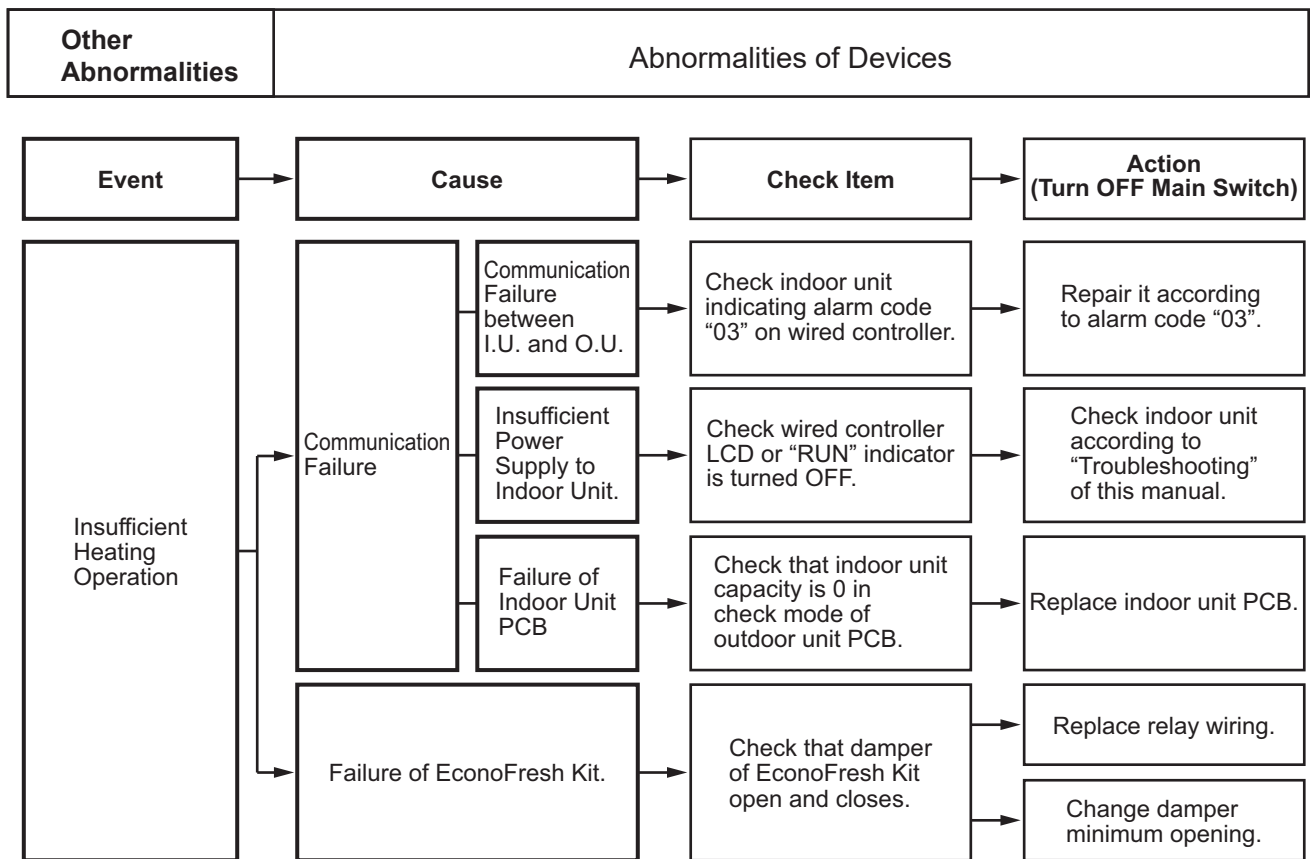 Other
Abnormalities
Abnormalities of Devices
Event
Cause
Check Item
Action
(Turn OFF Main Switch)
Insufficient
Heating
Operation
Communication
Failure
Communication
Failure
between
I.U. and O.U.
Check indoor unit
indicating alarm code
“03” on wired controller.
Repair it according
to alarm code “03”.
Insufficient
Power
Supply to
Indoor Unit.
Check wired controller
LCD or “RUN” indicator
is turned OFF.
Check indoor unit
according to
“Troubleshooting”
of this manual.
Failure of
Indoor Unit
PCB
Check that indoor unit
capacity is 0 in
check mode of
outdoor unit PCB.
Replace indoor unit PCB.
Failure of EconoFresh Kit.
Check that damper
of EconoFresh Kit
open and closes.
Replace relay wiring.
Change damper
minimum opening.